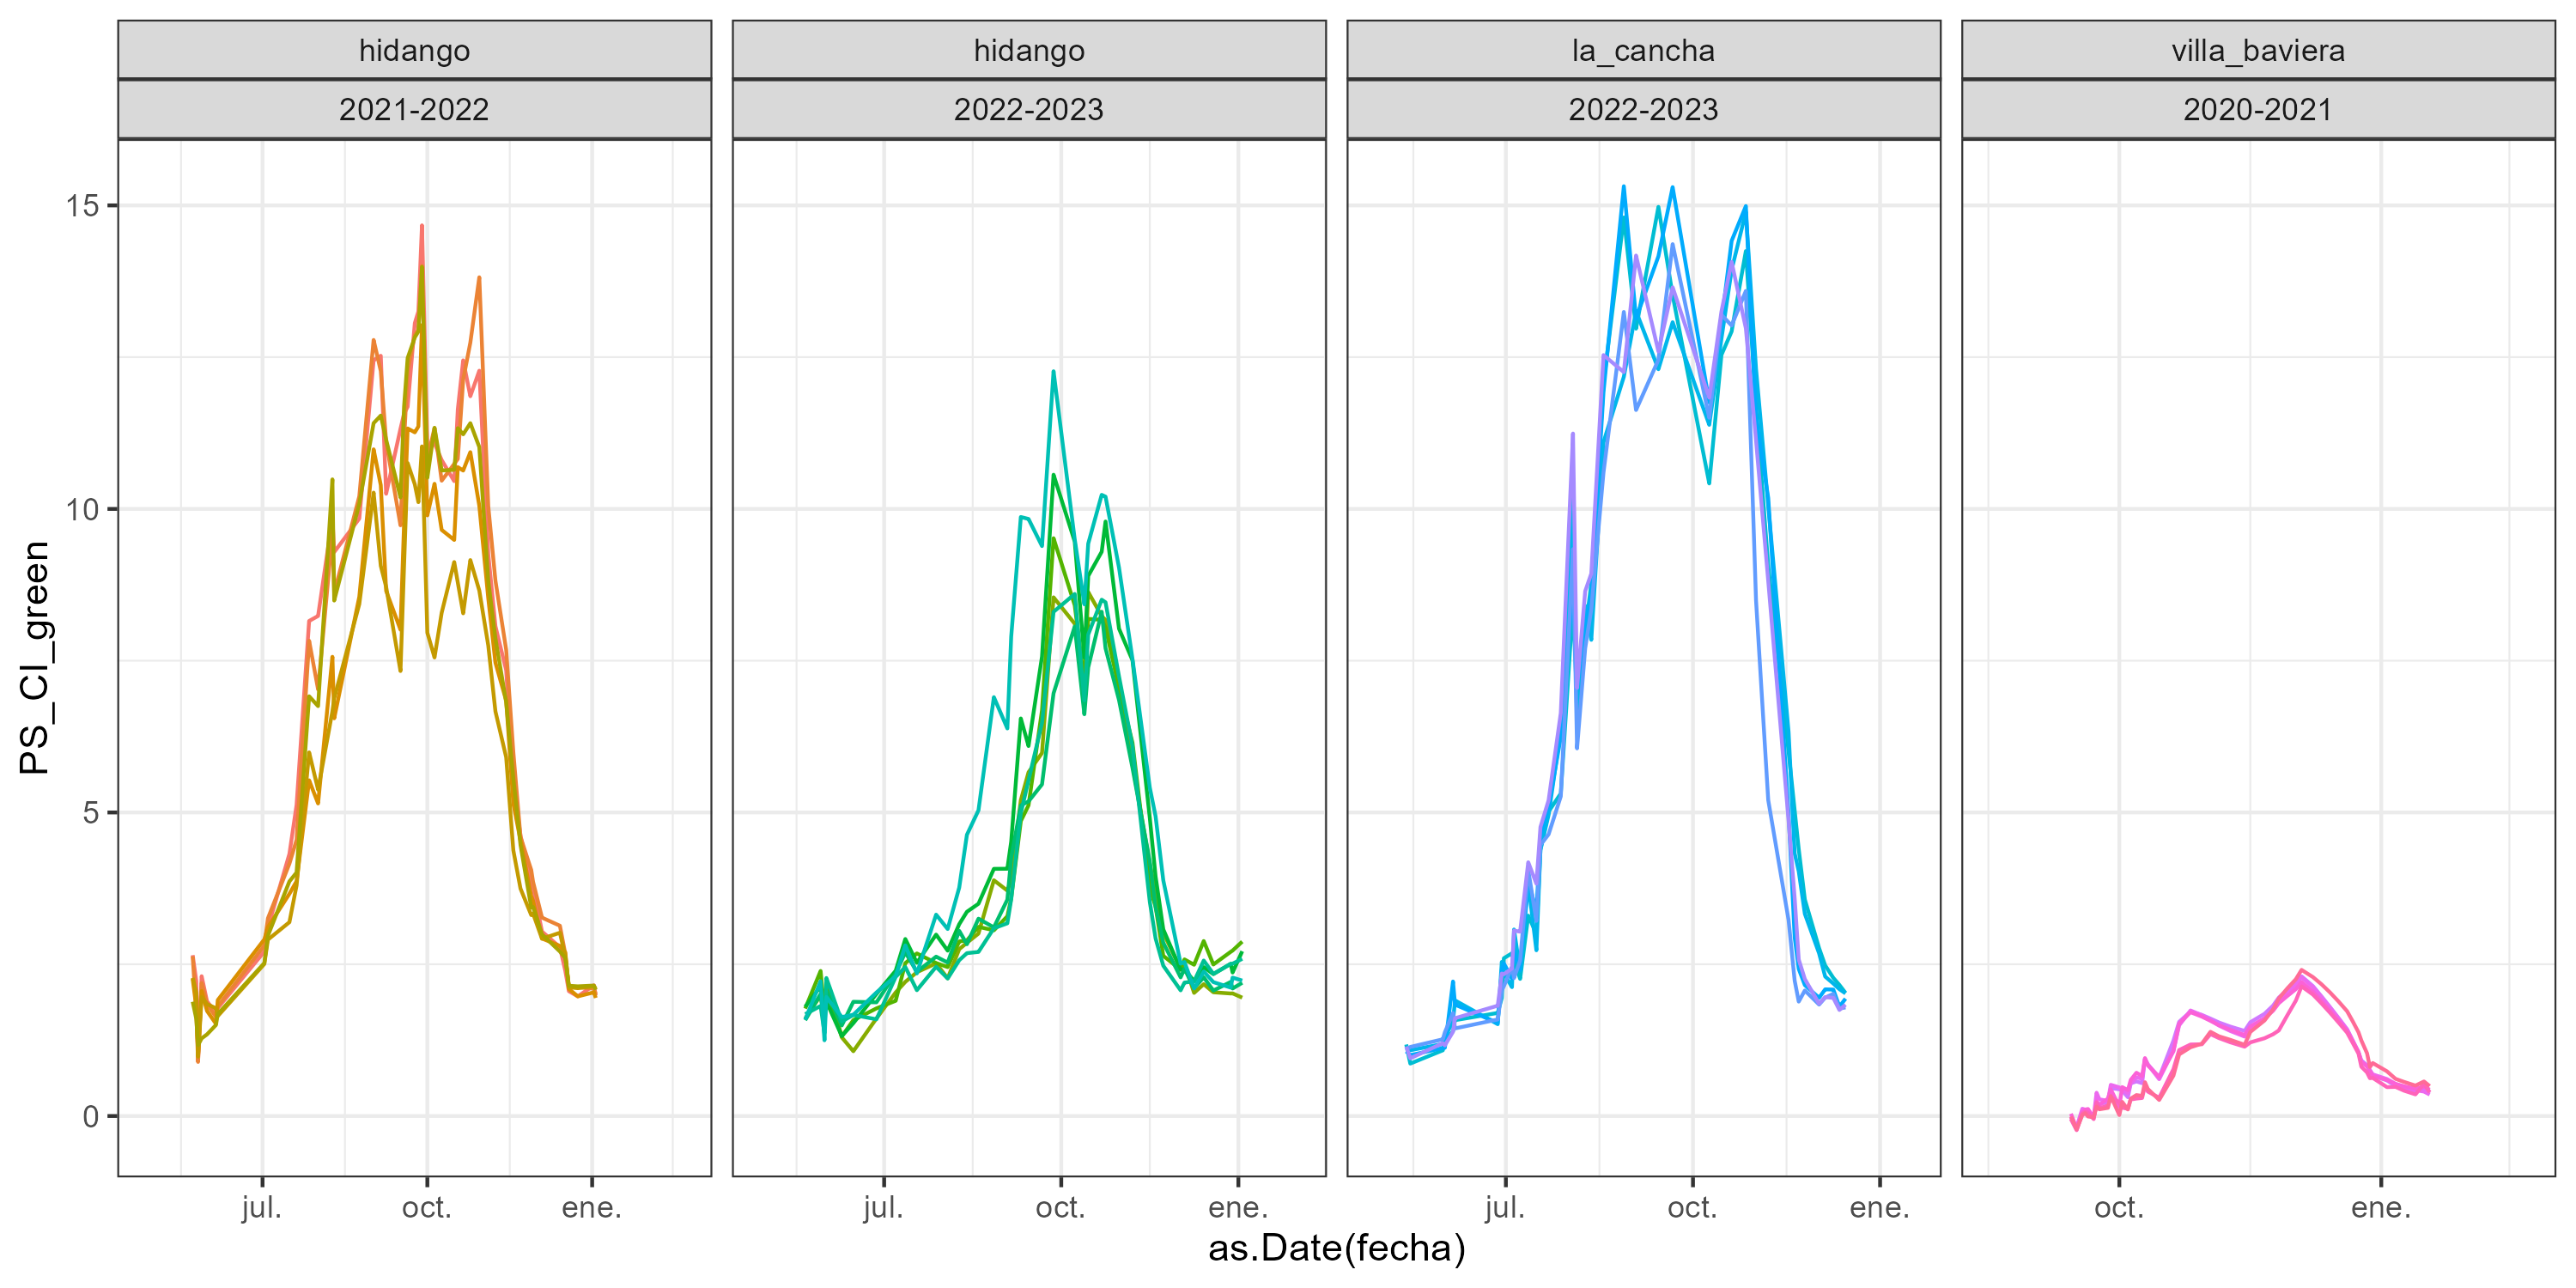 hidango
hidango
la_cancha
villa_baviera
2021-2022
2022-2023
2022-2023
2020-2021
PS_CI_green
15
10
5
0
jul.
oct.
ene.
jul.
oct.
ene.
jul.
oct.
ene.
oct.
ene.
as.Date(fecha)